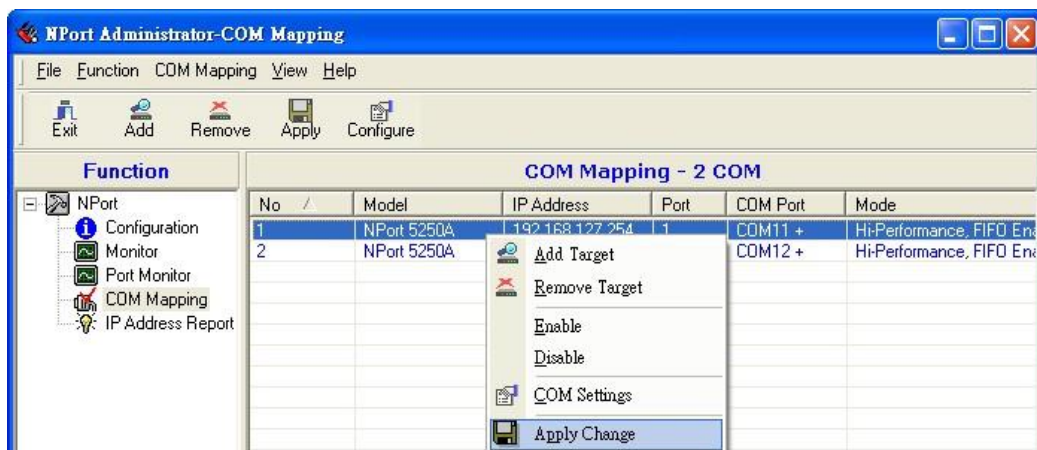 NPort Administrator-COM Mapping
File Function COM Mapping View Help
Exit Add Remove Apply Configure
Function
COM Mapping - 2 COM
NPort
Configuration
Monitor
Port Monitor
COM Mapping
IP Address Report
No Model IP Address Port COM Port Mode
1 NPort 5250A 192.168.127.254 1 COM11 + Hi-Performance, FIFO Ena
2 NPort 5250A COM12 + Hi-Performance, FIFO Ena
Add Target
Remove Target
Enable
Disable
COM Settings
Apply Change